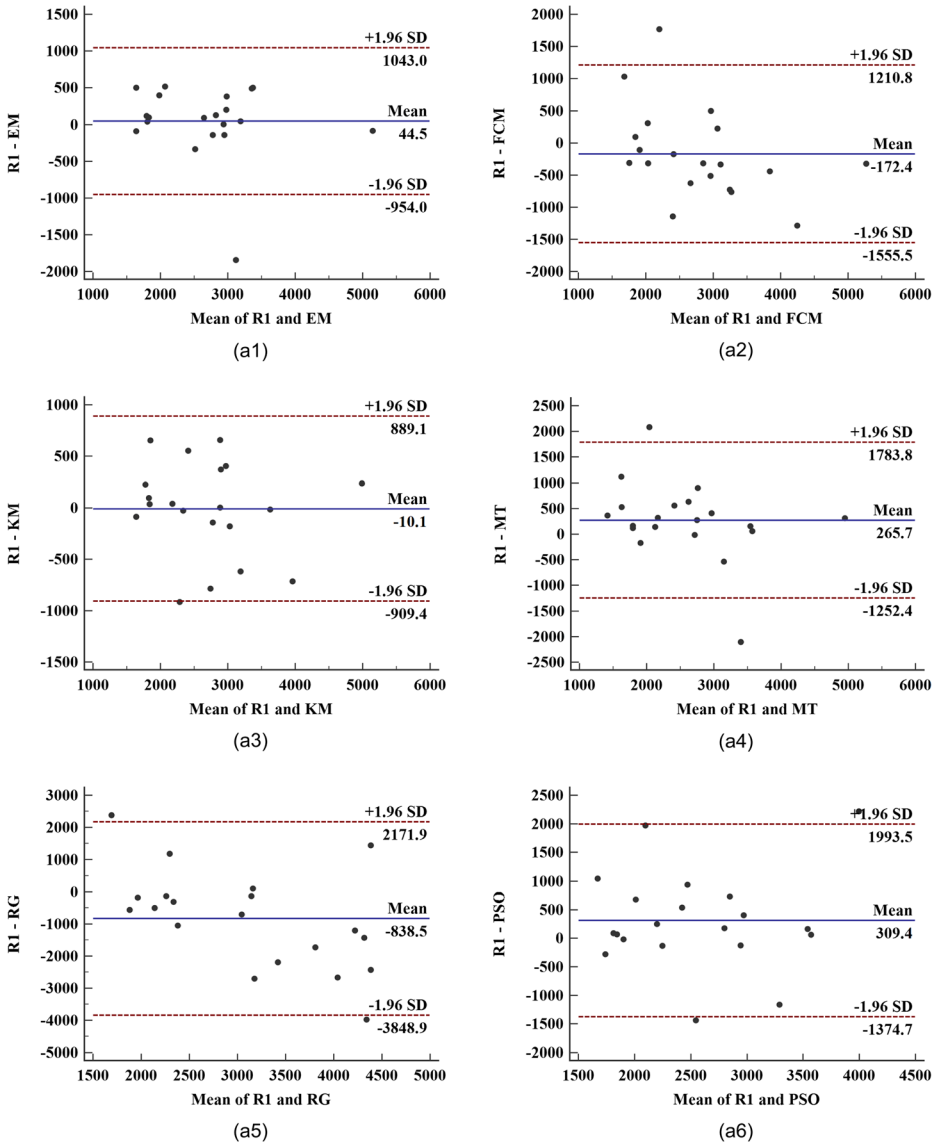 2000
1500
1000
500
0
-500
-1000
-1500
-2000
R1 - EM
+1.96 SD
1043.0
Mean
44.5
-1.96 SD
-954.0
1000 2000 3000 4000 5000 6000
Mean of R1 and EM
(a1)
2000
1500
1000
500
0
-500
-1000
-1500
-2000
R1 - FCM
+1.96 SD
1210.8
Mean
-172.4
-1.96 SD
-1555.5
1000 2000 3000 4000 5000 6000
Mean of R1 and FCM
(a2)
1000
500
0
-500
-1000
-1500
R1 - KM
+1.96 SD
889.1
Mean
-10.1
-1.96 SD
-909.4
1000 2000 3000 4000 5000 6000
Mean of R1 and KM
(a3)
2500
2000
1500
1000
500
0
-500
-1000
-1500
-2000
-2500
R1 - MT
+1.96 SD
1783.8
Mean
265.7
-1.96 SD
-1252.4
1000 2000 3000 4000 5000 6000
Mean of R1 and MT
(a4)
3000
2000
1000
0
-1000
-2000
-3000
-4000
-5000
R1 - RG
+1.96 SD
2171.9
Mean
-838.5
-1.96 SD
-3848.9
1500 2000 2500 3000 3500 4000 4500 5000
Mean of R1 and RG
(a5)
2500
2000
1500
1000
500
0
-500
-1000
-1500
-2000
R1 - PSO
+1.96 SD
1993.5
Mean
309.4
-1.96 SD
-1374.7
1500 2000 2500 3000 3500 4000 4500
Mean of R1 and PSO
(a6)